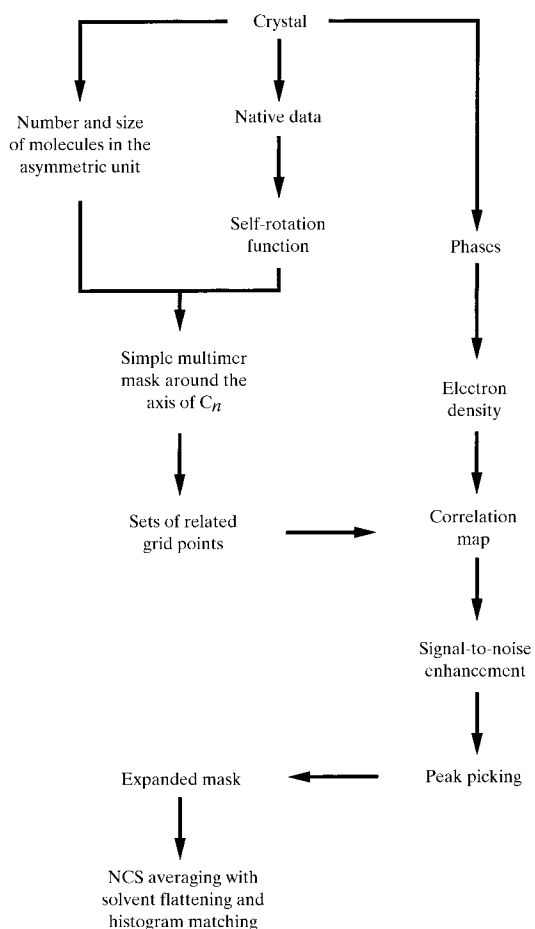 Crystal
Number and size
of molecules in the
asymmetric unit
Native data
Self-rotation
function
Phases
Simple multimer
mask around the
axis of Cn
Electron
density
Sets of related
grid points
Correlation
map
Signal-to-noise
enhancement
Peak picking
Expanded mask
NCS averaging with
solvent flattening and
histogram matching